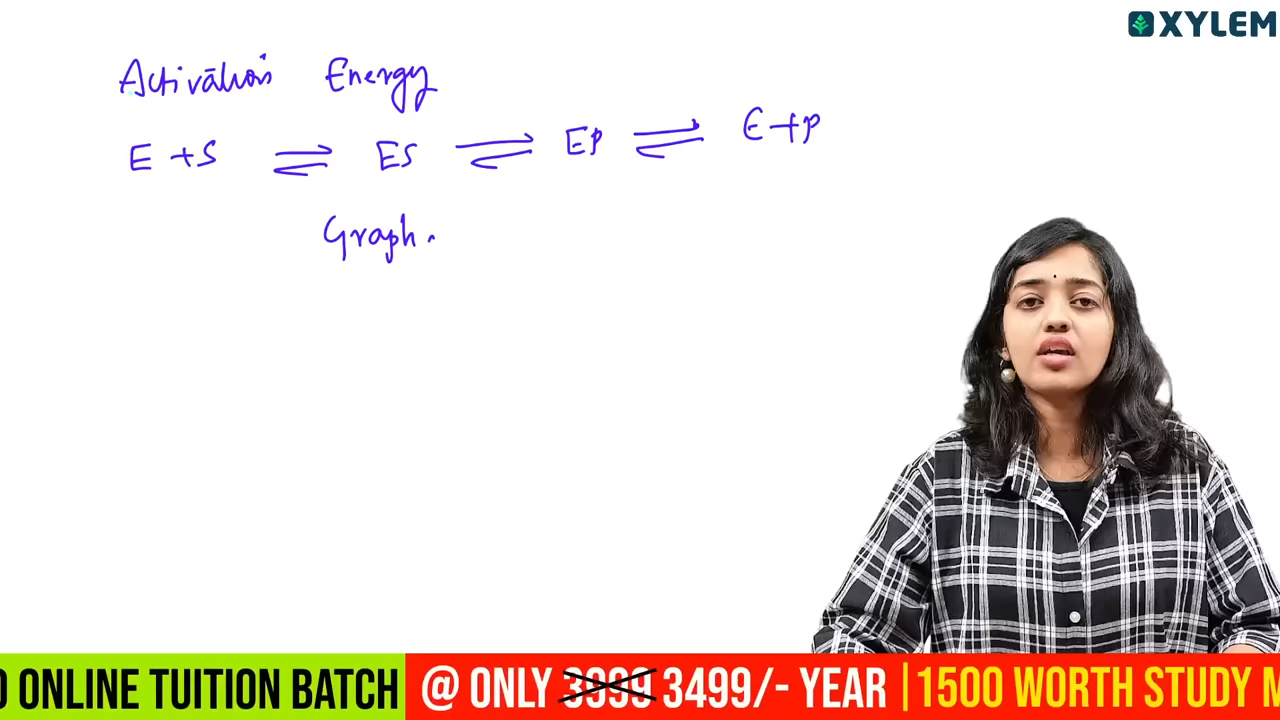 XYLEM
Activation Energy
E + S ⇌ ES ⇌ EP ⇌ E + P
Graph.
ONLINE TUITION BATCH @ ONLY 3999 3499/- YEAR | 1500 WORTH STUDY